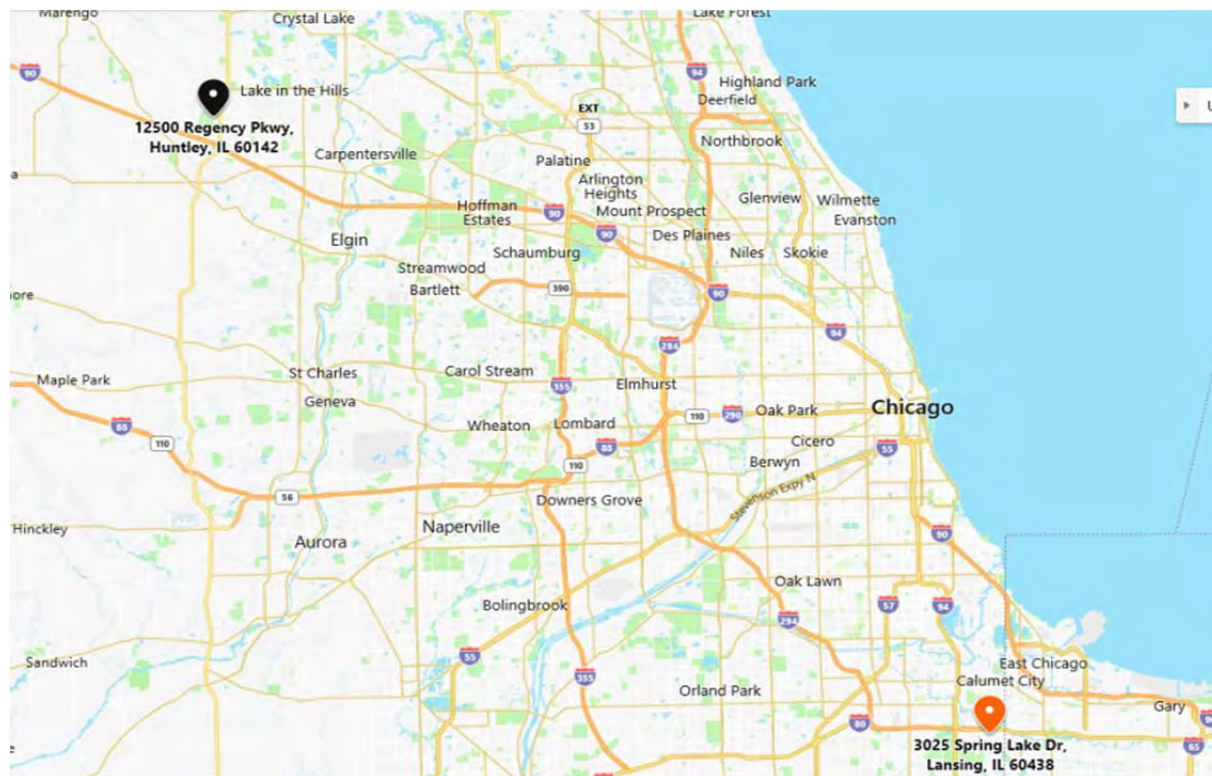 Marengo
Crystal Lake
Lake Forest
90
94
Lake in the Hills
Highland Park
Deerfield
EXT
53
12500 Regency Pkwy,
Huntley, IL 60142
Northbrook
Carpentersville
Palatine
Arlington
Heights
Glenview
Wilmette
Hoffman
Estates
90
Mount Prospect
Evanston
90
Des Plaines
Elgin
Schaumburg
Niles
Skokie
Streamwood
Bartlett
390
90
94
294
St Charles
Carol Stream
Maple Park
355
Elmhurst
Geneva
Chicago
88
110
290
Oak Park
Wheaton
Lombard
110
88
Cicero
55
110
Berwyn
56
Downers Grove
Stevenson Expy N
Hinckley
Naperville
90
Aurora
Oak Lawn
Bolingbrook
57
94
294
55
Sandwich
East Chicago
355
Calumet City
Orland Park
Gary
80
3025 Spring Lake Dr,
Lansing, IL 60438
65